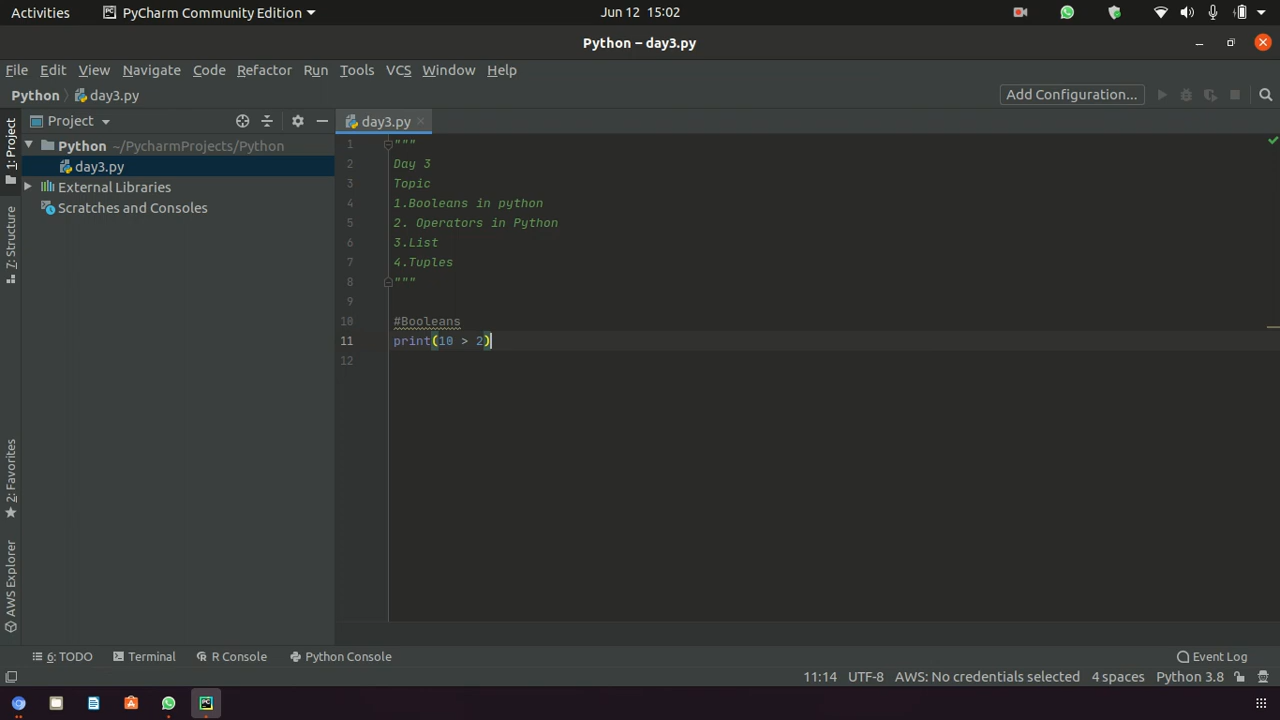 Activities PyCharm Community Edition Jun 12 15:02
Python – day3.py
File Edit View Navigate Code Refactor Run Tools VCS Window Help
Python day3.py Add Configuration...
1: Project
Project
day3.py
Python ~/PycharmProjects/Python
day3.py
External Libraries
Scratches and Consoles
7: Structure
2: Favorites
AWS Explorer
1 """
2 Day 3
3 Topic
4 1.Booleans in python
5 2. Operators in Python
6 3.List
7 4.Tuples
8 """
9
10 #Booleans
11 print(10 > 2)
12
6: TODO Terminal R Console Python Console Event Log
11:14 UTF-8 AWS: No credentials selected 4 spaces Python 3.8
PC